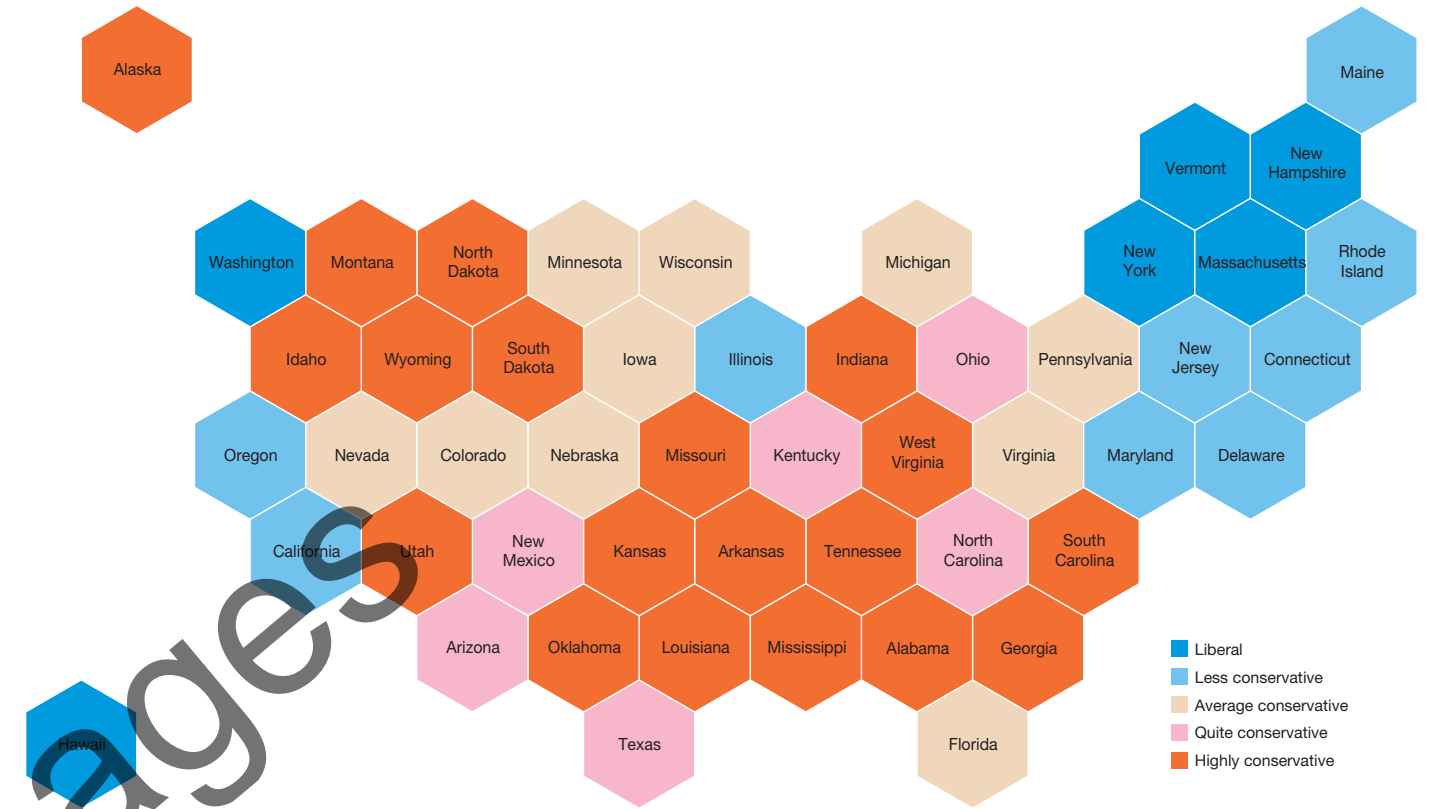 Alaska
Maine
Vermont
New
Hampshire
Washington
Montana
North
Dakota
Minnesota
Wisconsin
Michigan
New
York
Massachusetts
Rhode
Island
Idaho
Wyoming
South
Dakota
Iowa
Illinois
Indiana
Ohio
Pennsylvania
New
Jersey
Connecticut
Oregon
Nevada
Colorado
Nebraska
Missouri
Kentucky
West
Virginia
Virginia
Maryland
Delaware
California
Utah
New
Mexico
Kansas
Arkansas
Tennessee
North
Carolina
South
Carolina
Arizona
Oklahoma
Louisiana
Mississippi
Alabama
Georgia
Hawaii
Texas
Florida
Liberal
Less conservative
Average conservative
Quite conservative
Highly conservative
ages